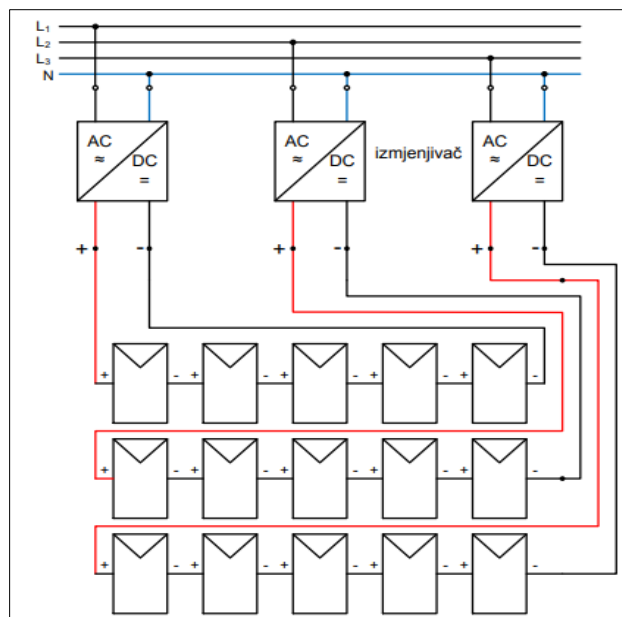 L₁
L₂
L₃
N
AC
≈
DC
=
AC
≈
DC
=
izmjenjivač
AC
≈
DC
=
+ - + - + -
+ - + - + - + - + -
+ - + - + - + - + -
+ - + - + - + - + -